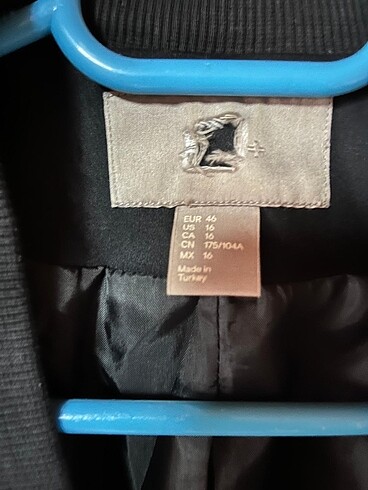 +
EUR 46
US 16
CA 16
CN 175/104A
MX 16
Made in
Turkey